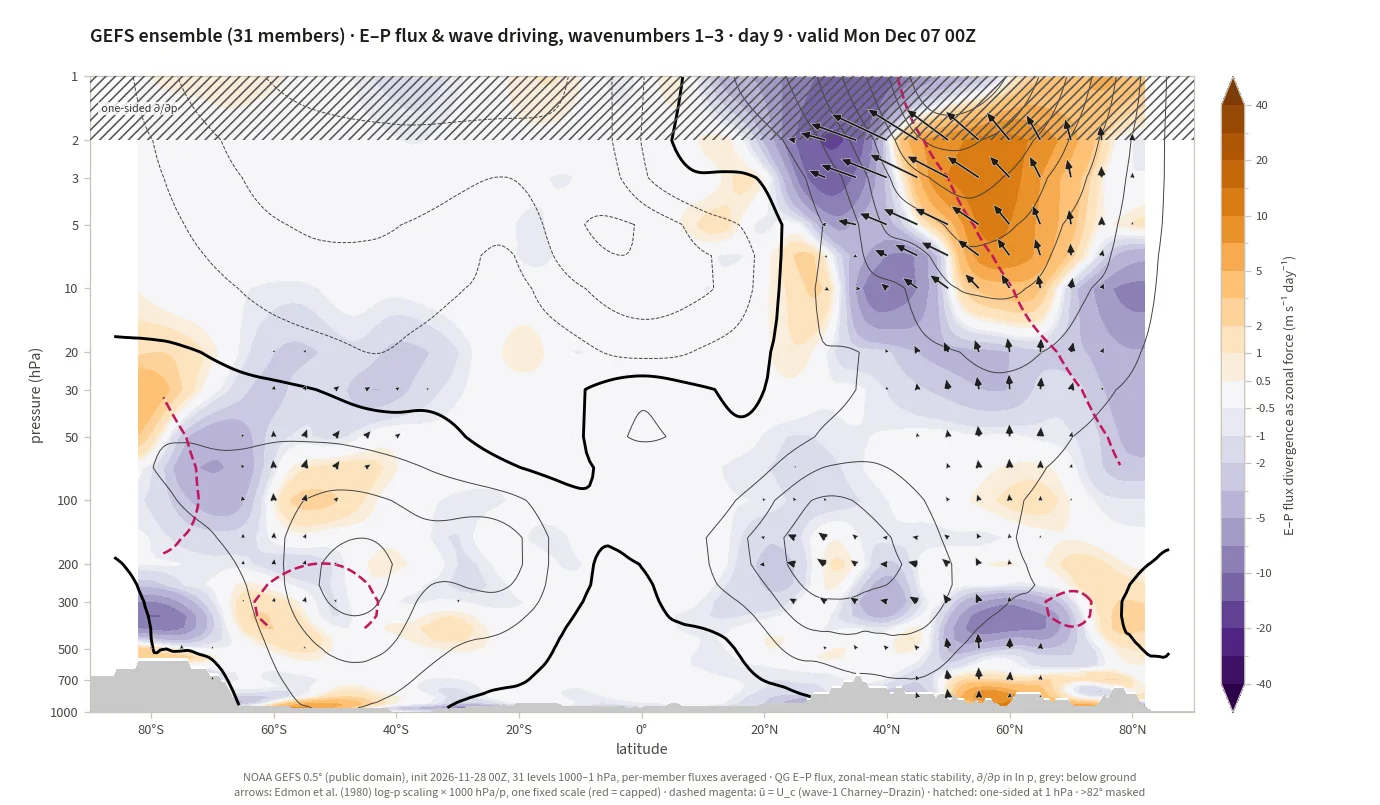 GEFS ensemble (31 members) · E–P flux & wave driving, wavenumbers 1–3 · day 9 · valid Mon Dec 07 00Z
one-sided ∂/∂p
pressure (hPa)
1
2
3
5
10
20
30
50
100
200
300
500
700
1000
80°S
60°S
40°S
20°S
0°
20°N
40°N
60°N
80°N
latitude
40
20
10
5
2
1
0.5
-0.5
-1
-2
-5
-10
-20
-40
E–P flux divergence as zonal force (m s⁻¹ day⁻¹)
NOAA GEFS 0.5° (public domain), init 2026-11-28 00Z, 31 levels 1000–1 hPa, per-member fluxes averaged · QG E–P flux, zonal-mean static stability, ∂/∂p in ln p, grey: below ground
arrows: Edmon et al. (1980) log-p scaling × 1000 hPa/p, one fixed scale (red = capped) · dashed magenta: ū = U_c (wave-1 Charney–Drazin) · hatched: one-sided at 1 hPa · >82° masked